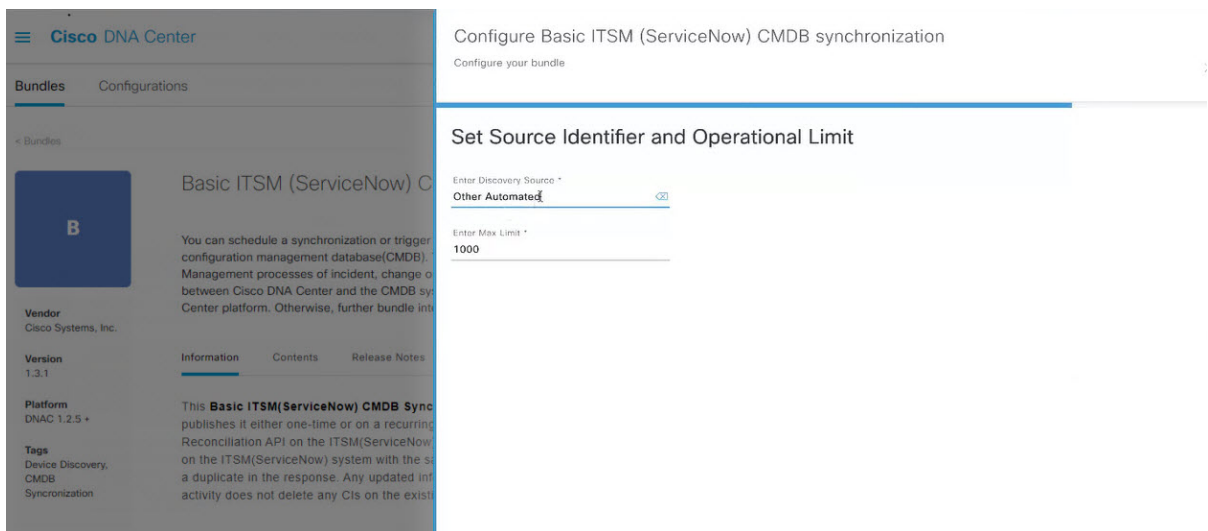 Cisco DNA Center
Bundles Configurations
< Bundles
B
Vendor
Cisco Systems, Inc.
Version
1.3.1
Platform
DNAC 1.2.5 +
Tags
Device Discovery,
CMDB
Syncronization
Basic ITSM (ServiceNow) C
You can schedule a synchronization or trigger
configuration management database(CMDB).
Management processes of incident, change o
between Cisco DNA Center and the CMDB sy
Center platform. Otherwise, further bundle int
Information Contents Release Notes
This Basic ITSM(ServiceNow) CMDB Sync
publishes it either one-time or on a recurring
Reconciliation API on the ITSM(ServiceNow
on the ITSM(ServiceNow) system with the sa
a duplicate in the response. Any updated inf
activity does not delete any CIs on the existi
Configure Basic ITSM (ServiceNow) CMDB synchronization
Configure your bundle
Set Source Identifier and Operational Limit
Enter Discovery Source *
Other Automated
Enter Max Limit *
1000